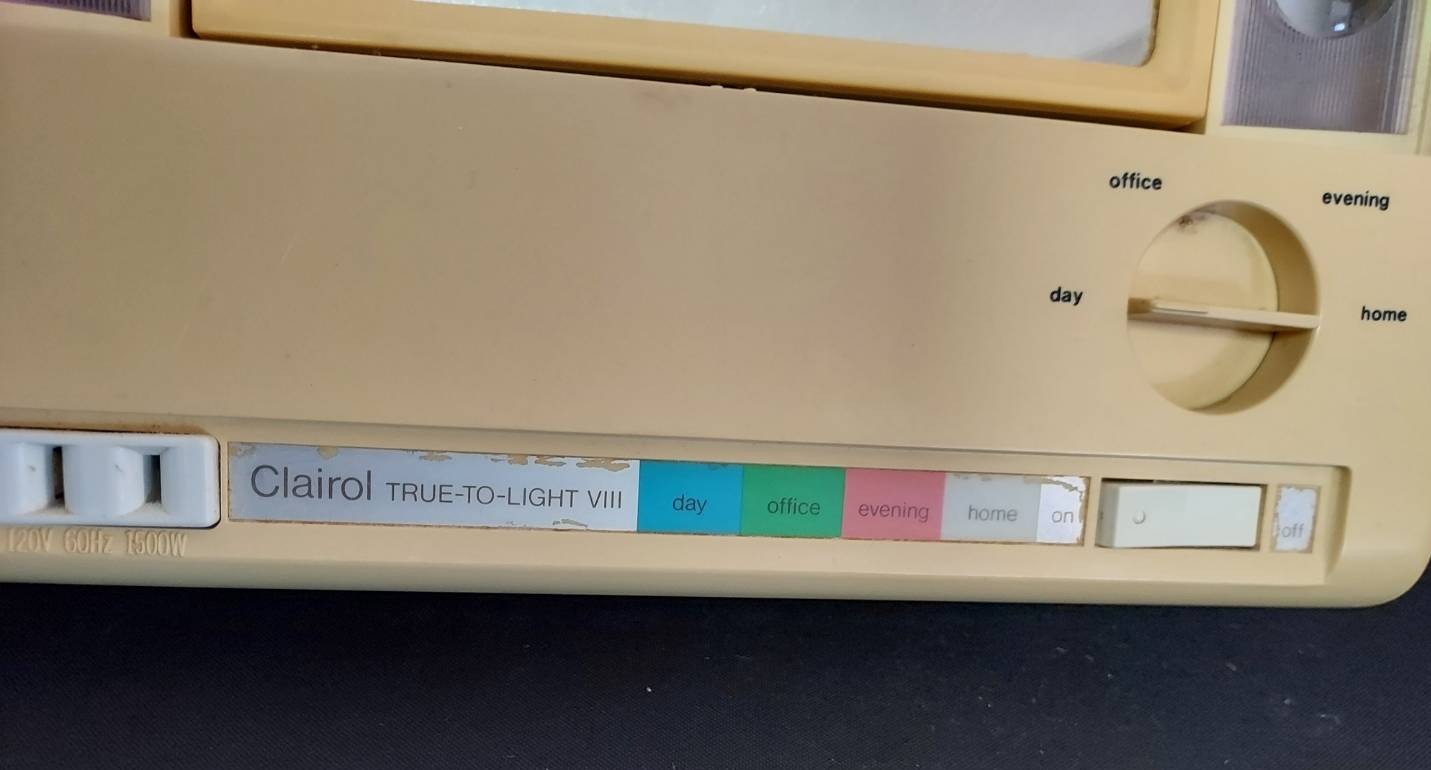 office
evening
day
home
Clairol TRUE-TO-LIGHT VIII day office evening home on off
120V 60Hz 1500W